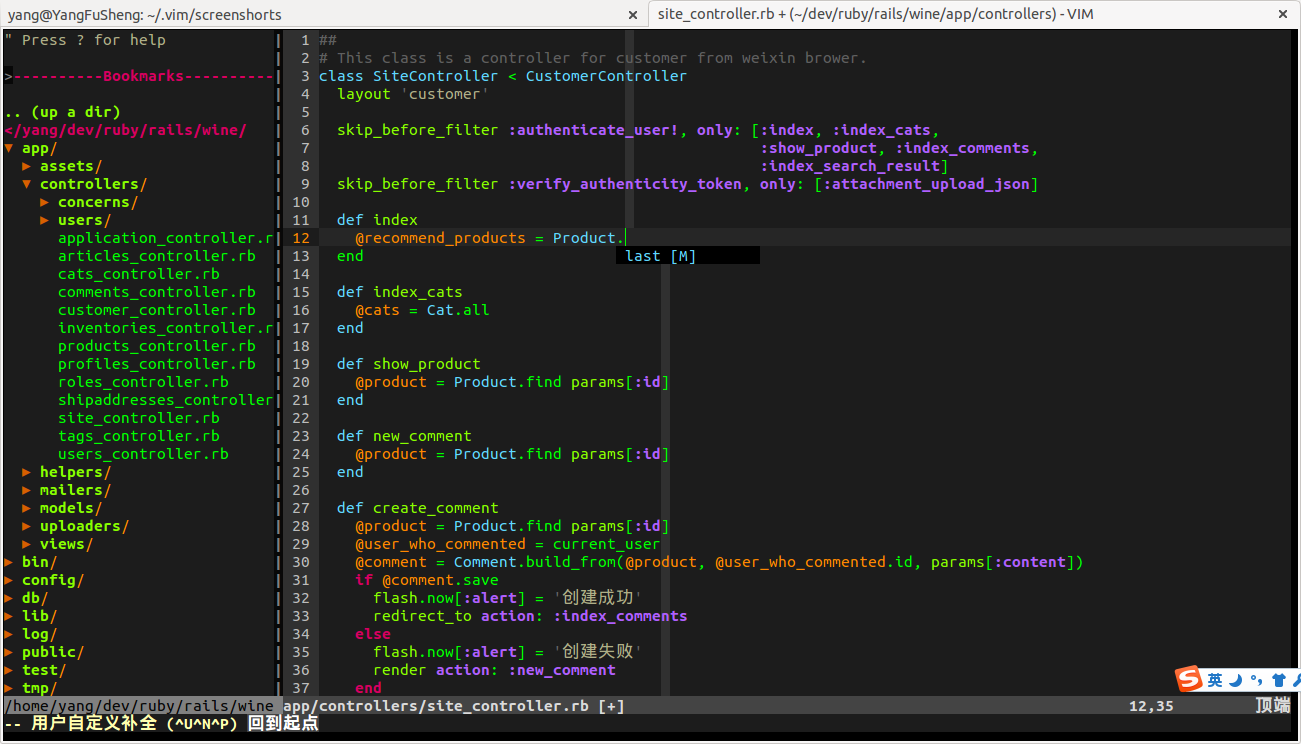 yang@YangFuSheng: ~/.vim/screenshorts
site_controller.rb + (~/dev/ruby/rails/wine/app/controllers) - VIM
" Press ? for help
>----------Bookmarks----------
.. (up a dir)
</yang/dev/ruby/rails/wine/
▼ app/
▶ assets/
▼ controllers/
▶ concerns/
▶ users/
application_controller.r
articles_controller.rb
cats_controller.rb
comments_controller.rb
customer_controller.rb
inventories_controller.r
products_controller.rb
profiles_controller.rb
roles_controller.rb
shipaddresses_controller
site_controller.rb
tags_controller.rb
users_controller.rb
▶ helpers/
▶ mailers/
▶ models/
▶ uploaders/
▶ views/
▶ bin/
▶ config/
▶ db/
▶ lib/
▶ log/
▶ public/
▶ test/
▶ tmp/
1 ##
2 # This class is a controller for customer from weixin brower.
3 class SiteController < CustomerController
4   layout 'customer'
5
6   skip_before_filter :authenticate_user!, only: [:index, :index_cats,
7                                                  :show_product, :index_comments,
8                                                  :index_search_result]
9   skip_before_filter :verify_authenticity_token, only: [:attachment_upload_json]
10
11   def index
12     @recommend_products = Product.
13   end
last [M]
14
15   def index_cats
16     @cats = Cat.all
17   end
18
19   def show_product
20     @product = Product.find params[:id]
21   end
22
23   def new_comment
24     @product = Product.find params[:id]
25   end
26
27   def create_comment
28     @product = Product.find params[:id]
29     @user_who_commented = current_user
30     @comment = Comment.build_from(@product, @user_who_commented.id, params[:content])
31     if @comment.save
32       flash.now[:alert] = '创建成功'
33       redirect_to action: :index_comments
34     else
35       flash.now[:alert] = '创建失败'
36       render action: :new_comment
37     end
/home/yang/dev/ruby/rails/wine app/controllers/site_controller.rb [+] 12,35 顶端
-- 用户自定义补全 (^U^N^P) 回到起点
S 英